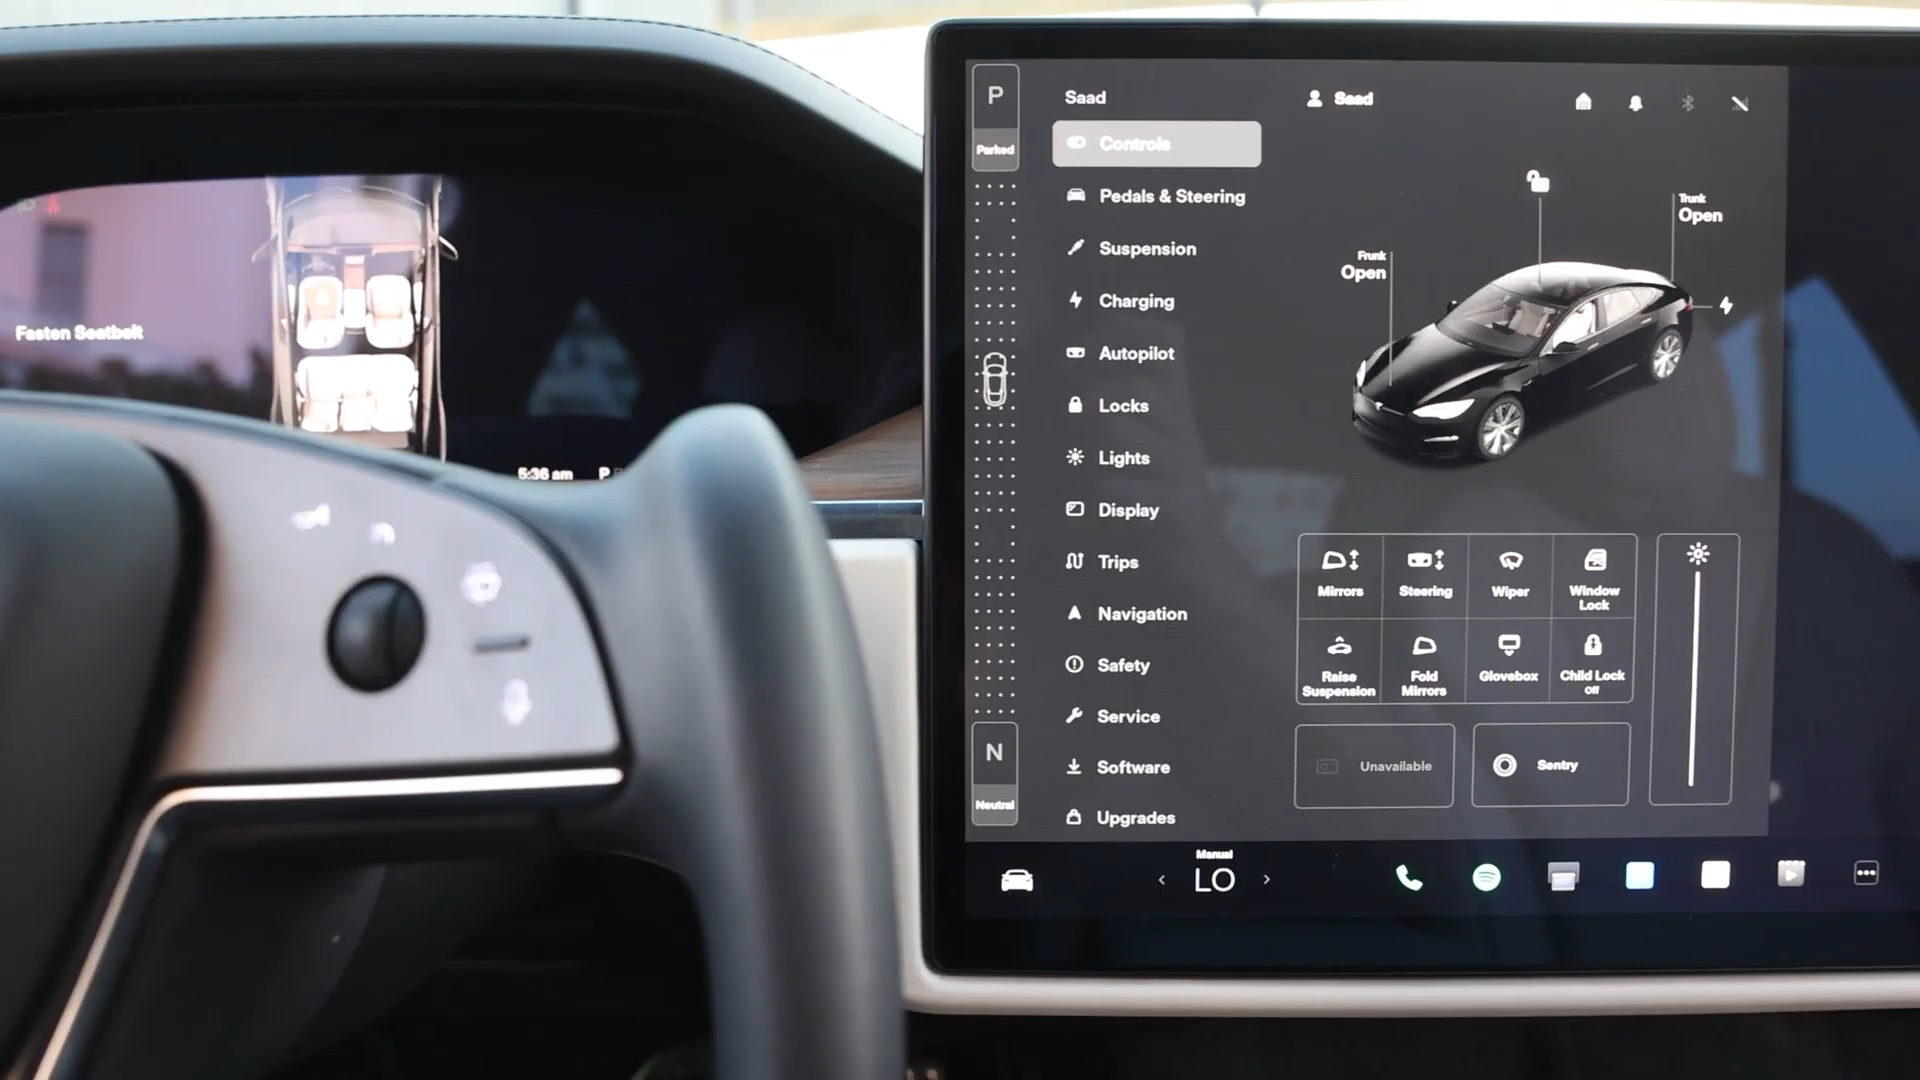 Fasten Seatbelt
5:36 am
P
P
Parked
N
Neutral
Saad
Controls
Pedals & Steering
Suspension
Charging
Autopilot
Locks
Lights
Display
Trips
Navigation
Safety
Service
Software
Upgrades
Saad
Trunk
Open
Frunk
Open
Mirrors
Steering
Wiper
Window
Lock
Raise
Suspension
Fold
Mirrors
Glovebox
Child Lock
Off
Unavailable
Sentry
Manual
LO